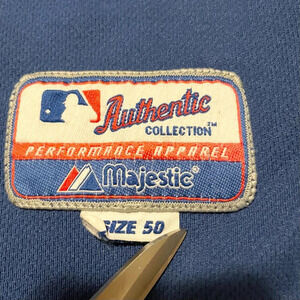 Authentic
COLLECTION™
PERFORMANCE APPAREL
Majestic®
SIZE 50